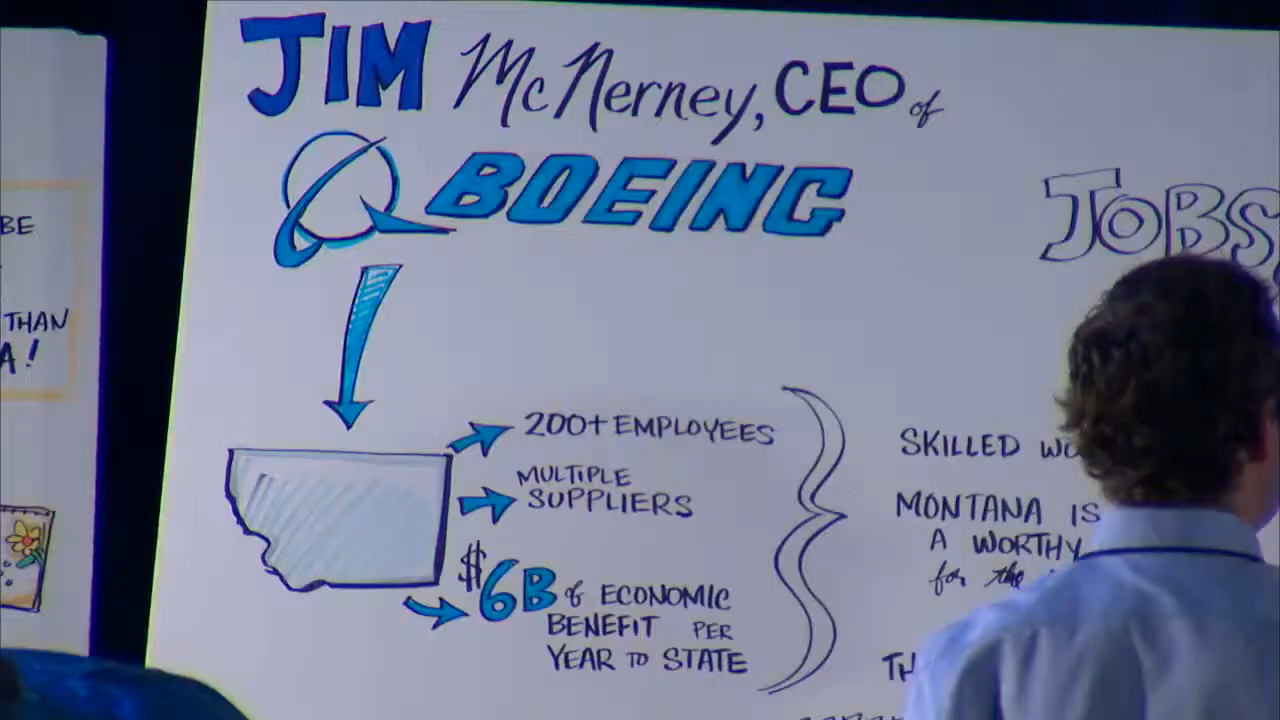 JIM McNerney, CEO of
BOEING
JOBS
BE
THAN
A!
200+ EMPLOYEES
MULTIPLE
SUPPLIERS
$6B of ECONOMIC
BENEFIT PER
YEAR TO STATE
SKILLED
MONTANA IS
A WORTHY
for the